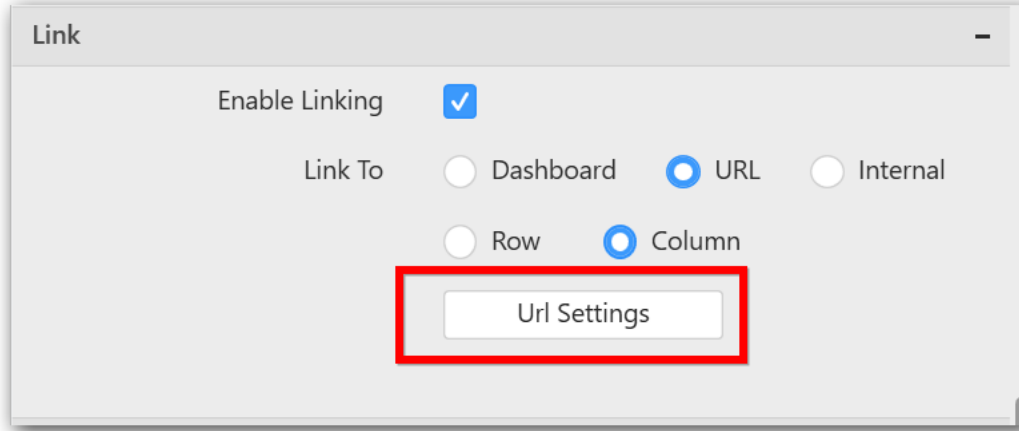 Link
Enable Linking
Link To Dashboard URL Internal
Row Column
Url Settings